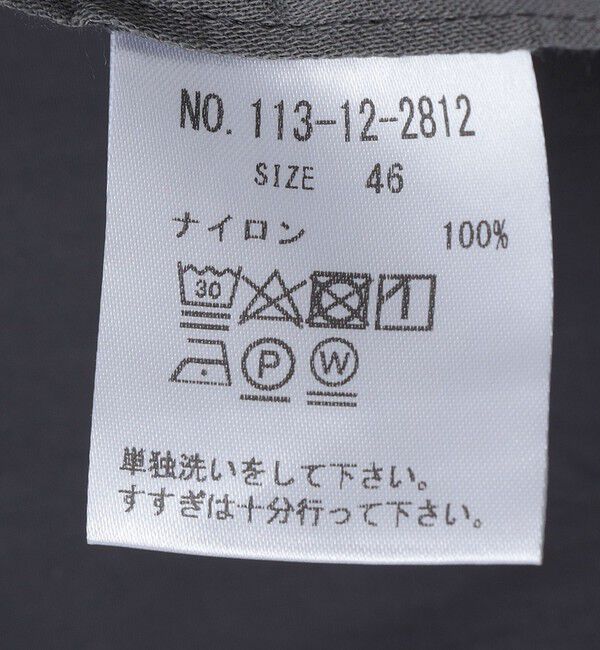 NO. 113-12-2812
SIZE 46
ナイロン 100%
30
P W
単独洗いをして下さい。
すすぎは十分行って下さい。